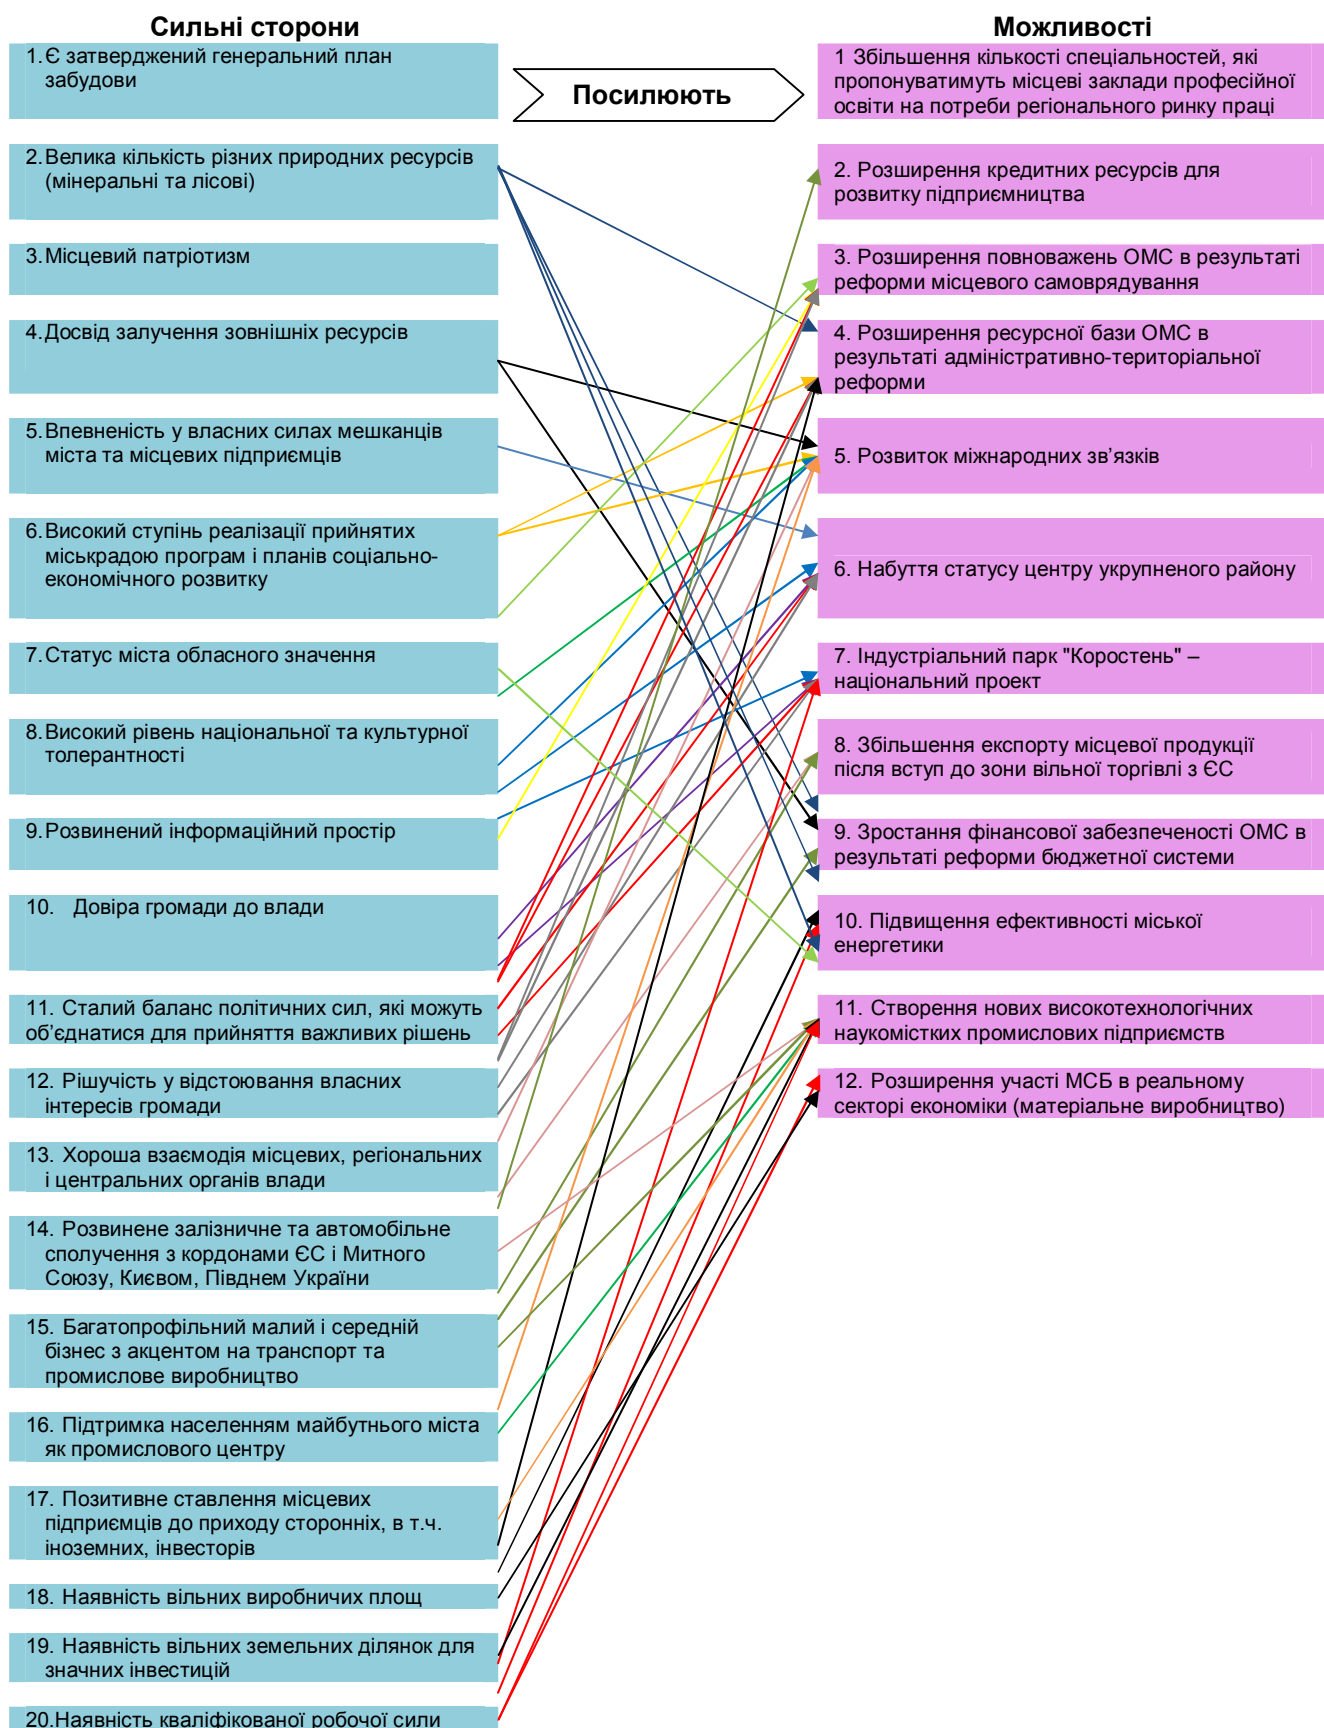 Сильні сторони
1.Є затверджений генеральний план
забудови
2.Велика кількість різних природних ресурсів
(мінеральні та лісові)
3.Місцевий патріотизм
4.Досвід залучення зовнішніх ресурсів
5.Впевненість у власних силах мешканців
міста та місцевих підприємців
6.Високий ступінь реалізації прийнятих
міськрадою програм і планів соціально-
економічного розвитку
7.Статус міста обласного значення
8.Високий рівень національної та культурної
толерантності
9.Розвинений інформаційний простір
10. Довіра громади до влади
11. Сталий баланс політичних сил, які можуть
об’єднатися для прийняття важливих рішень
12. Рішучість у відстоювання власних
інтересів громади
13. Хороша взаємодія місцевих, регіональних
і центральних органів влади
14. Розвинене залізничне та автомобільне
сполучення з кордонами ЄС і Митного
Союзу, Києвом, Півднем України
15. Багатопрофільний малий і середній
бізнес з акцентом на транспорт та
промислове виробництво
16. Підтримка населенням майбутнього міста
як промислового центру
17. Позитивне ставлення місцевих
підприємців до приходу сторонніх, в т.ч.
іноземних, інвесторів
18. Наявність вільних виробничих площ
19. Наявність вільних земельних ділянок для
значних інвестицій
20.Наявність кваліфікованої робочої сили
Посилюють
Можливості
1 Збільшення кількості спеціальностей, які
пропонуватимуть місцеві заклади професійної
освіти на потреби регіонального ринку праці
2. Розширення кредитних ресурсів для
розвитку підприємництва
3. Розширення повноважень ОМС в результаті
реформи місцевого самоврядування
4. Розширення ресурсної бази ОМС в
результаті адміністративно-територіальної
реформи
5. Розвиток міжнародних зв’язків
6. Набуття статусу центру укрупненого району
7. Індустріальний парк "Коростень" –
національний проект
8. Збільшення експорту місцевої продукції
після вступ до зони вільної торгівлі з ЄС
9. Зростання фінансової забезпеченості ОМС в
результаті реформи бюджетної системи
10. Підвищення ефективності міської
енергетики
11. Створення нових високотехнологічних
наукомістких промислових підприємств
12. Розширення участі МСБ в реальному
секторі економіки (матеріальне виробництво)